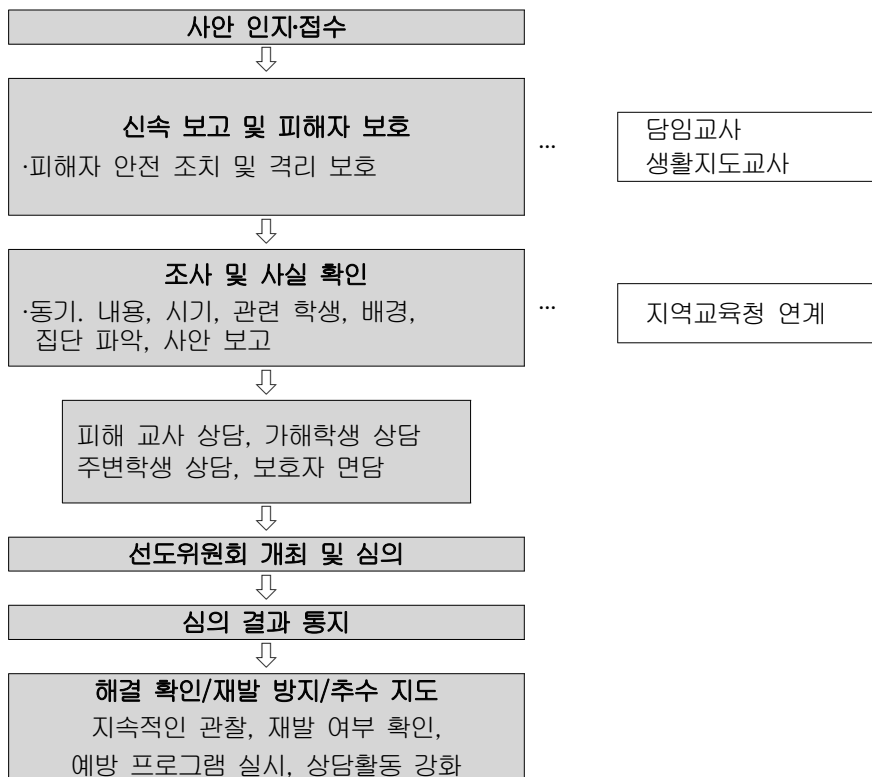 사안 인지·접수
신속 보고 및 피해자 보호
·피해자 안전 조치 및 격리 보호
...
담임교사
생활지도교사
조사 및 사실 확인
·동기. 내용, 시기, 관련 학생, 배경,
집단 파악, 사안 보고
...
지역교육청 연계
피해 교사 상담, 가해학생 상담
주변학생 상담, 보호자 면담
선도위원회 개최 및 심의
심의 결과 통지
해결 확인/재발 방지/추수 지도
지속적인 관찰, 재발 여부 확인,
예방 프로그램 실시, 상담활동 강화